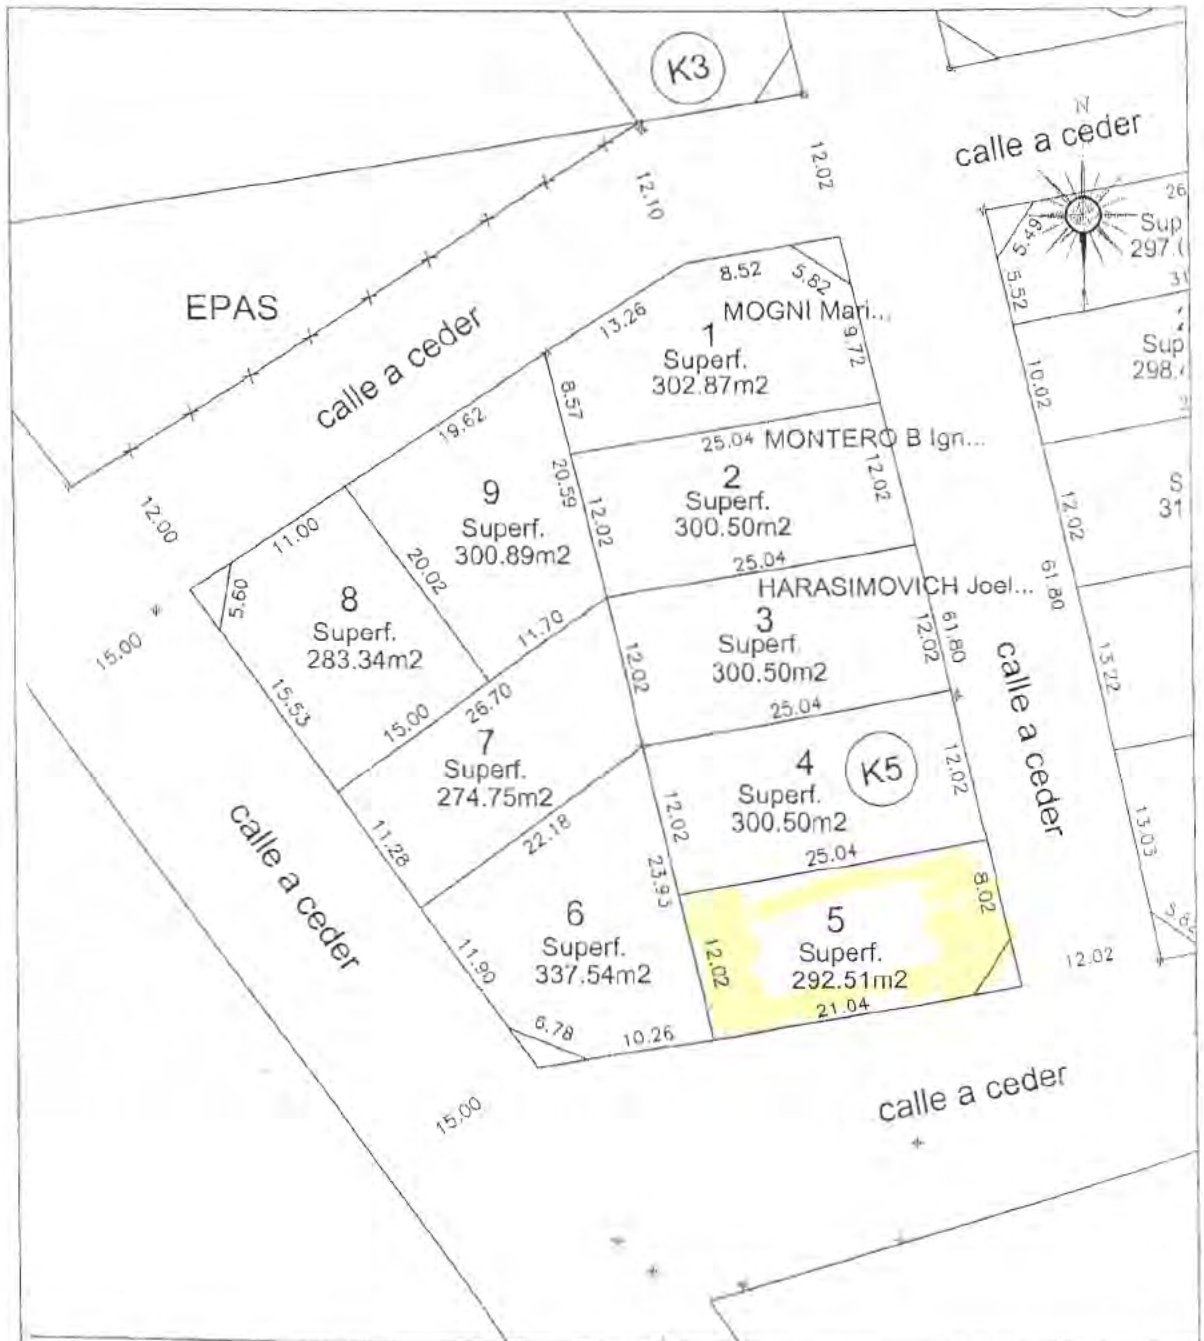 K3
N
calle a ceder
12.02
12.10
26
Sup
5.49
5.52
EPAS
8.52
5.82
MOGNI Mari...
13.26
1
Superf.
302.87m2
9.72
calle a ceder
8.57
10.02
Sup
19.62
25.04
MONTERO B Ign...
20.59
12.02
2
Superf.
300.50m2
12.02
9
Superf.
300.89m2
12.00
11.00
20.02
25.04
12.02
S
31
61.80
HARASIMOVICH Joel...
5.60
8
Superf.
283.34m2
3
Superf.
300.50m2
11.70
12.02
12.02
61.80
15.00
15.53
15.00
26.70
25.04
13.22
calle a ceder
7
Superf.
274.75m2
4
Superf.
300.50m2
K5
12.02
12.02
calle a ceder
11.28
22.18
25.04
13.03
23.93
8.02
6
Superf.
337.54m2
5
Superf.
292.51m2
12.02
11.90
12.02
21.04
6.78
10.26
calle a ceder
15.00